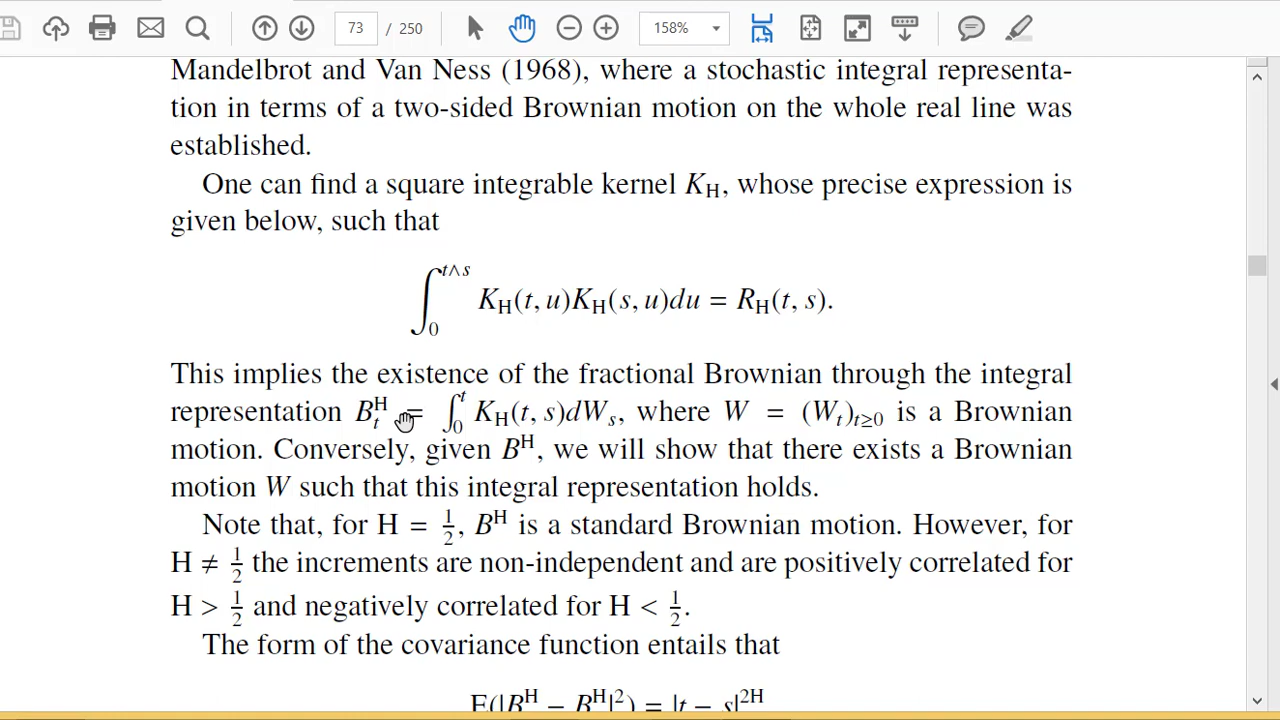 73 / 250 158%
Mandelbrot and Van Ness (1968), where a stochastic integral representa-
tion in terms of a two-sided Brownian motion on the whole real line was
established.
One can find a square integrable kernel K_H, whose precise expression is
given below, such that
∫_0^{t∧s} K_H(t, u)K_H(s, u)du = R_H(t, s).
This implies the existence of the fractional Brownian through the integral
representation B_t^H = ∫_0^t K_H(t, s)dW_s, where W = (W_t)_{t≥0} is a Brownian
motion. Conversely, given B^H, we will show that there exists a Brownian
motion W such that this integral representation holds.
Note that, for H = 1/2, B^H is a standard Brownian motion. However, for
H ≠ 1/2 the increments are non-independent and are positively correlated for
H > 1/2 and negatively correlated for H < 1/2.
The form of the covariance function entails that
E(|B^H − B^H|^2) = |t − s|^{2H}